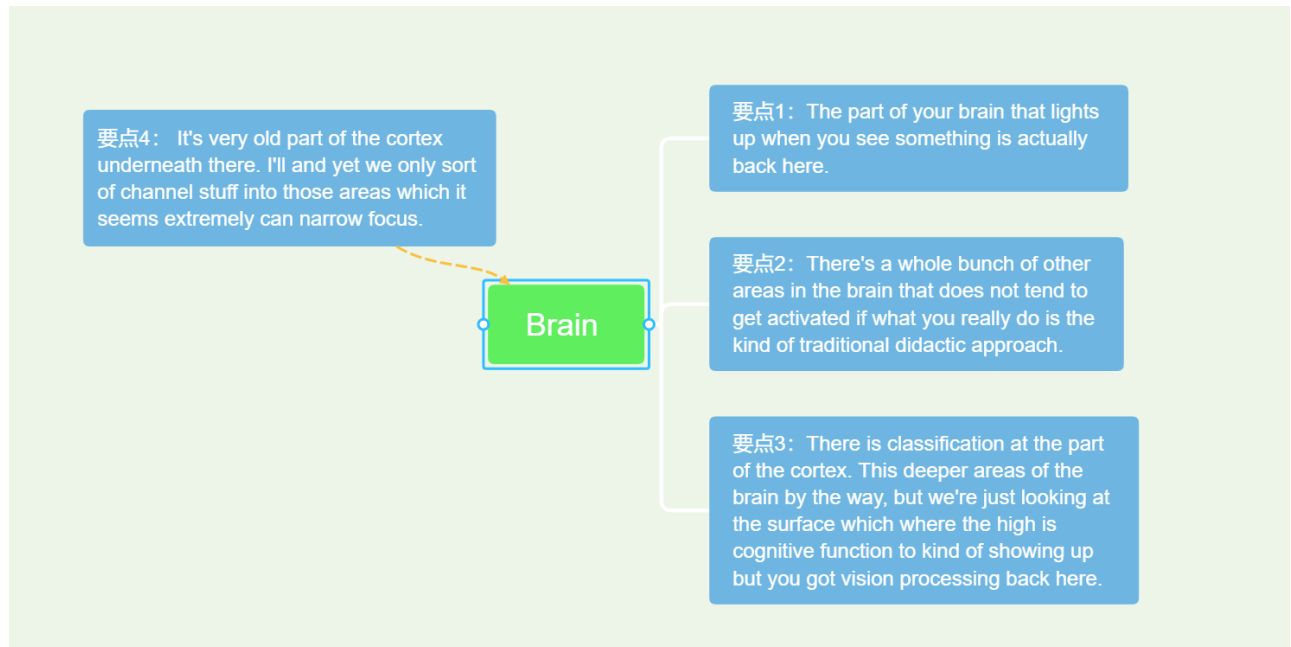 要点4： It's very old part of the cortex
underneath there. I'll and yet we only sort
of channel stuff into those areas which it
seems extremely can narrow focus.
Brain
要点1：The part of your brain that lights
up when you see something is actually
back here.
要点2：There's a whole bunch of other
areas in the brain that does not tend to
get activated if what you really do is the
kind of traditional didactic approach.
要点3：There is classification at the part
of the cortex. This deeper areas of the
brain by the way, but we're just looking at
the surface which where the high is
cognitive function to kind of showing up
but you got vision processing back here.